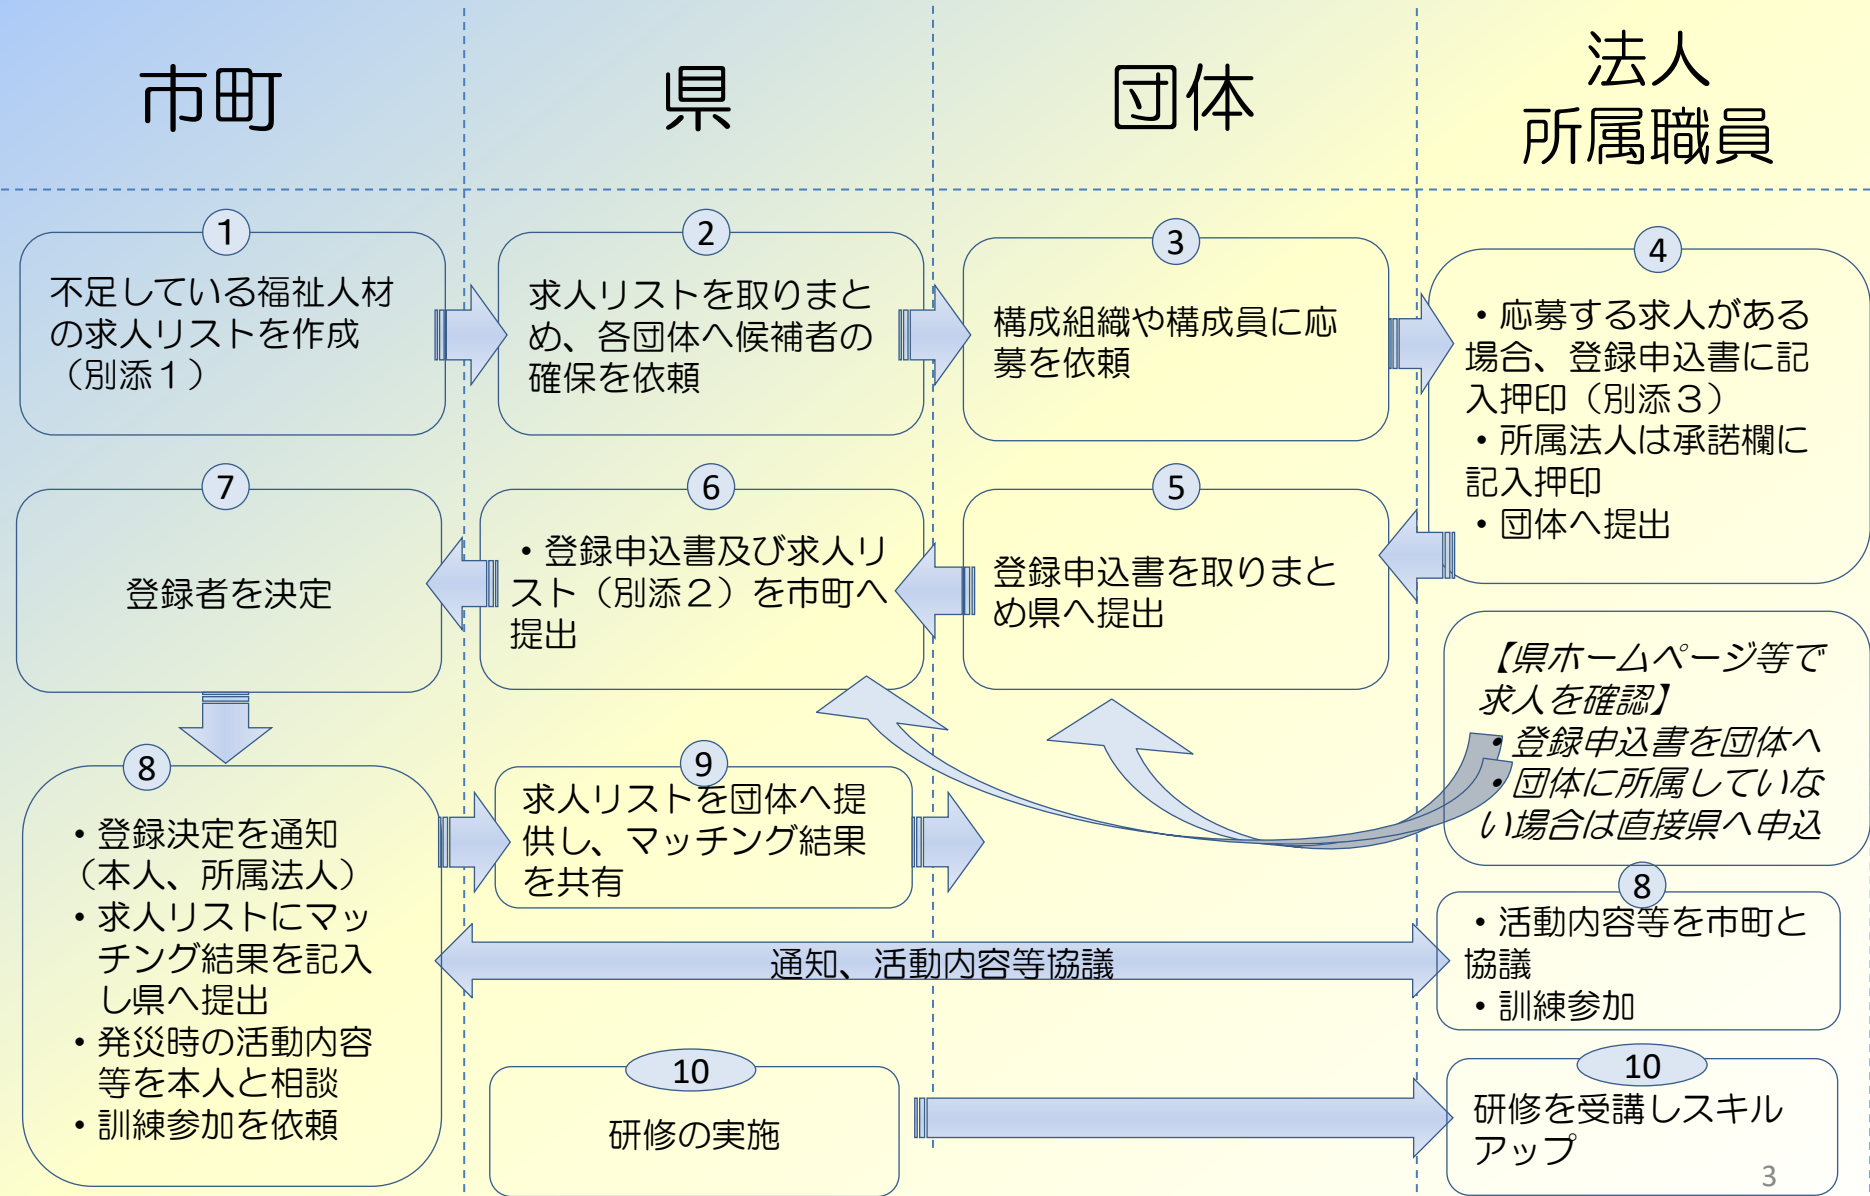 市町
県
団体
法人
所属職員
1
不足している福祉人材
の求人リストを作成
（別添１）
2
求人リストを取りまと
め、各団体へ候補者の
確保を依頼
3
構成組織や構成員に応
募を依頼
4
・応募する求人がある
場合、登録申込書に記
入押印（別添３）
・所属法人は承諾欄に
記入押印
・団体へ提出
5
登録申込書を取りまと
め県へ提出
6
・登録申込書及び求人リ
スト（別添２）を市町へ
提出
7
登録者を決定
【県ホームページ等で
求人を確認】
• 登録申込書を団体へ
• 団体に所属していな
い場合は直接県へ申込
8
・登録決定を通知
（本人、所属法人）
・求人リストにマッ
チング結果を記入
し県へ提出
・発災時の活動内容
等を本人と相談
・訓練参加を依頼
9
求人リストを団体へ提
供し、マッチング結果
を共有
通知、活動内容等協議
8
・活動内容等を市町と
協議
・訓練参加
10
研修の実施
10
研修を受講しスキル
アップ
3